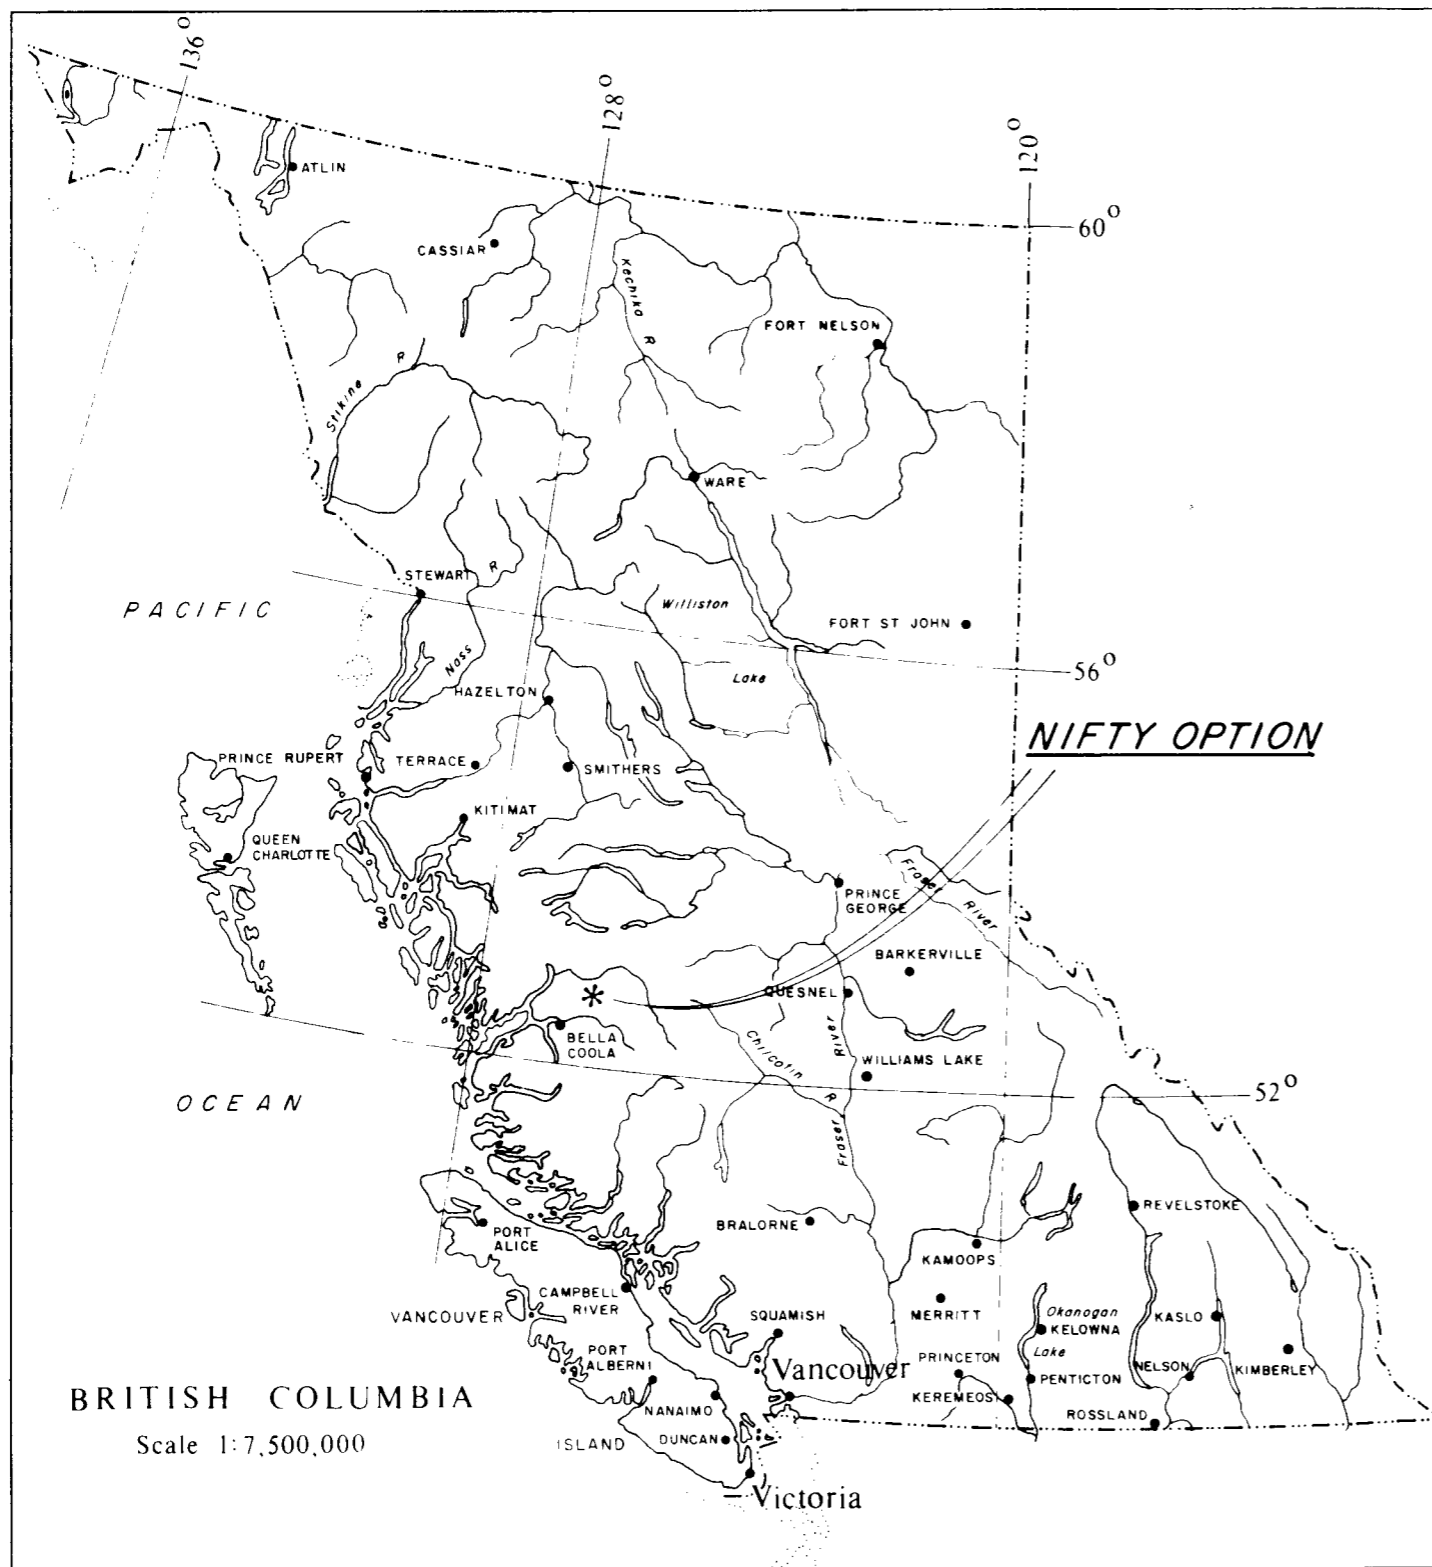 136°
128°
120°
ATLIN
60°
CASSIAR
Kechika R
FORT NELSON
Stikine R
WARE
STEWART
R
PACIFIC
Williston
FORT ST JOHN
Nass
56°
Lake
HAZELTON
NIFTY OPTION
PRINCE RUPERT
TERRACE
SMITHERS
KITIMAT
QUEEN
CHARLOTTE
Fraser River
PRINCE
GEORGE
BARKERVILLE
*
QUESNEL
BELLA
COOLA
Chilcotin R
River
WILLIAMS LAKE
OCEAN
52°
Fraser
REVELSTOKE
BRALORNE
PORT
ALICE
KAMOOPS
CAMPBELL
RIVER
VANCOUVER
SQUAMISH
MERRITT
Okanogan
KELOWNA
KASLO
PORT
ALBERNI
Vancouver
PRINCETON
Lake
NELSON
KIMBERLEY
PENTICTON
BRITISH COLUMBIA
NANAIMO
KEREMEOS
ROSSLAND
Scale 1:7,500,000
ISLAND
DUNCAN
Victoria